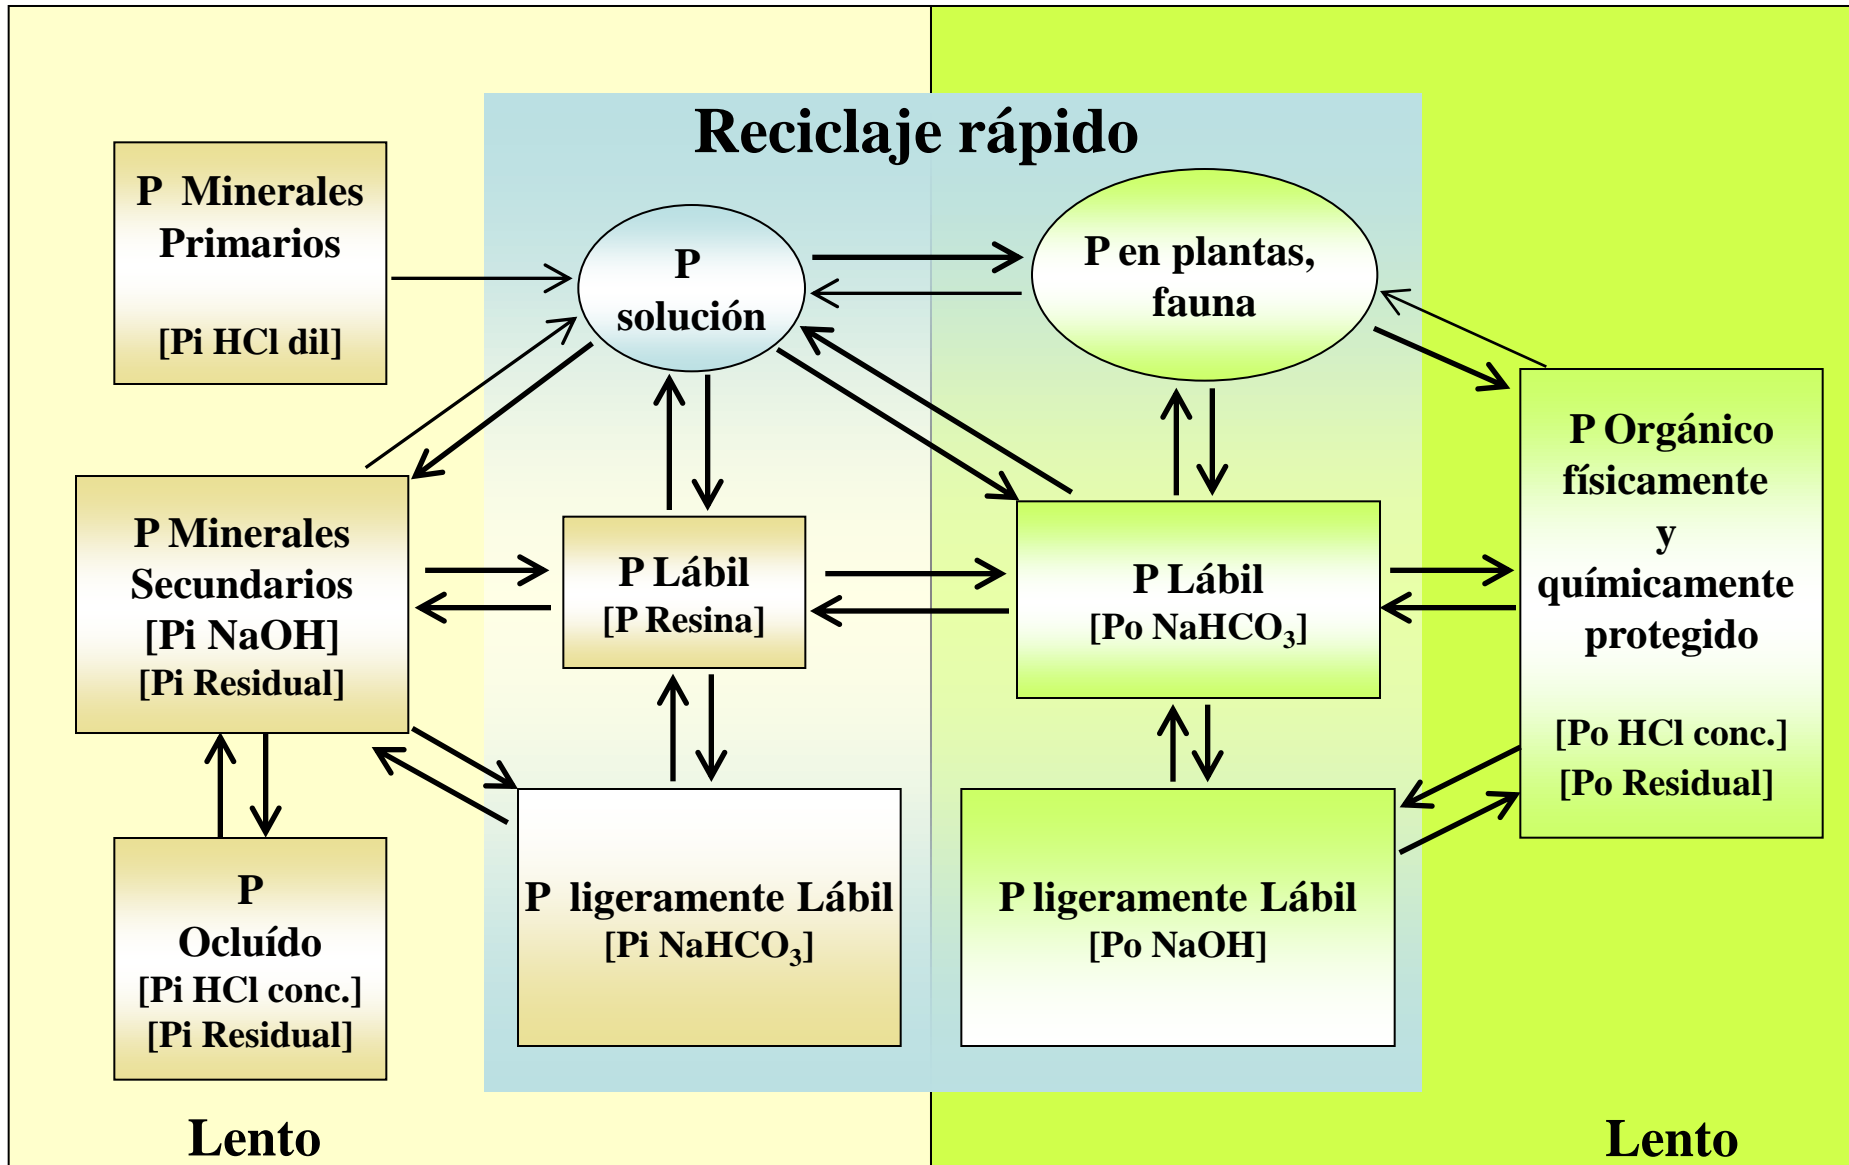 Reciclaje rápido
P Minerales
Primarios
[Pi HCl dil]
P
solución
P en plantas,
fauna
P Orgánico
físicamente
y
químicamente
protegido
[Po HCl conc.]
[Po Residual]
P Minerales
Secundarios
[Pi NaOH]
[Pi Residual]
P Lábil
[P Resina]
P Lábil
[Po NaHCO₃]
P
Ocluído
[Pi HCl conc.]
[Pi Residual]
P ligeramente Lábil
[Pi NaHCO₃]
P ligeramente Lábil
[Po NaOH]
Lento
Lento